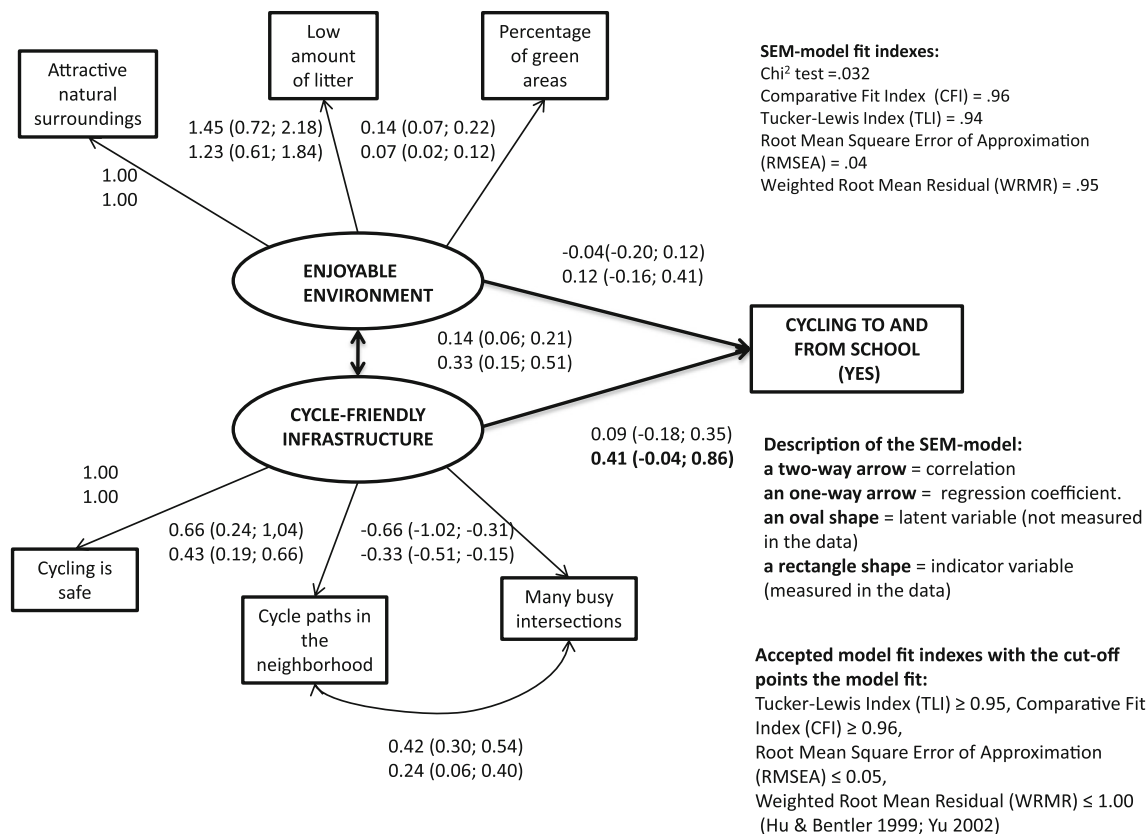 Attractive
natural
surroundings
Low
amount
of litter
Percentage
of green
areas
SEM-model fit indexes:
Chi² test =.032
Comparative Fit Index (CFI) = .96
Tucker-Lewis Index (TLI) = .94
Root Mean Squeare Error of Approximation
(RMSEA) = .04
Weighted Root Mean Residual (WRMR) = .95
1.45 (0.72; 2.18)
1.23 (0.61; 1.84)
0.14 (0.07; 0.22)
0.07 (0.02; 0.12)
1.00
1.00
ENJOYABLE
ENVIRONMENT
-0.04(-0.20; 0.12)
0.12 (-0.16; 0.41)
0.14 (0.06; 0.21)
0.33 (0.15; 0.51)
CYCLING TO AND
FROM SCHOOL
(YES)
CYCLE-FRIENDLY
INFRASTRUCTURE
0.09 (-0.18; 0.35)
0.41 (-0.04; 0.86)
Description of the SEM-model:
a two-way arrow = correlation
an one-way arrow = regression coefficient.
an oval shape = latent variable (not measured
in the data)
a rectangle shape = indicator variable
(measured in the data)
1.00
1.00
0.66 (0.24; 1,04)
0.43 (0.19; 0.66)
-0.66 (-1.02; -0.31)
-0.33 (-0.51; -0.15)
Cycling is
safe
Cycle paths in
the
neighborhood
Many busy
intersections
0.42 (0.30; 0.54)
0.24 (0.06; 0.40)
Accepted model fit indexes with the cut-off
points the model fit:
Tucker-Lewis Index (TLI) ≥ 0.95, Comparative Fit
Index (CFI) ≥ 0.96,
Root Mean Square Error of Approximation
(RMSEA) ≤ 0.05,
Weighted Root Mean Residual (WRMR) ≤ 1.00
(Hu & Bentler 1999; Yu 2002)